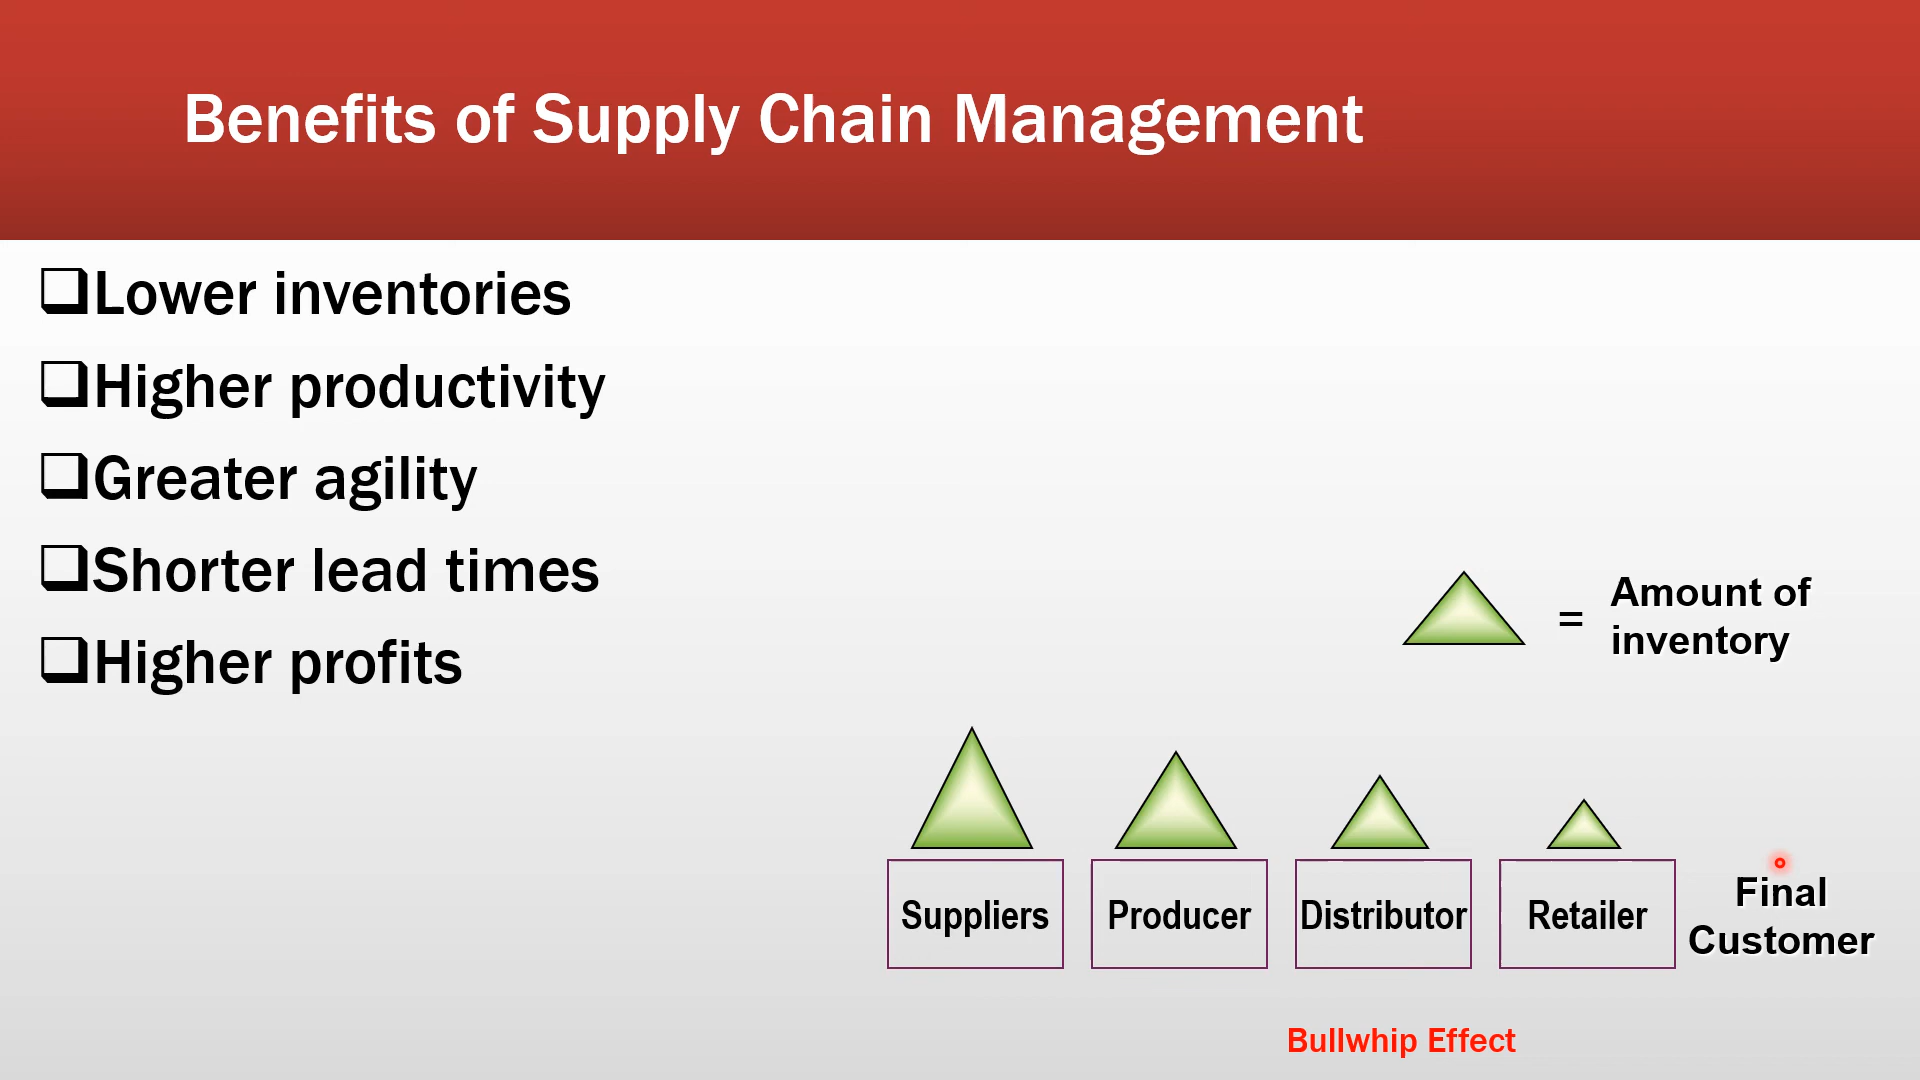 Benefits of Supply Chain Management
Lower inventories
Higher productivity
Greater agility
Shorter lead times
Higher profits
= Amount of
inventory
Suppliers
Producer
Distributor
Retailer
Final
Customer
Bullwhip Effect